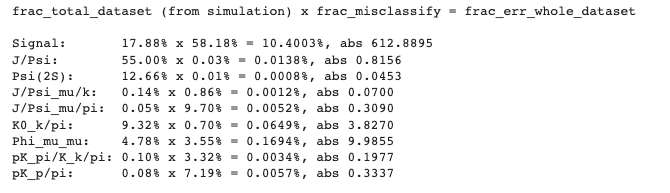 frac_total_dataset (from simulation) x frac_misclassify = frac_err_whole_dataset
Signal: 17.88% x 58.18% = 10.4003%, abs 612.8895
J/Psi: 55.00% x 0.03% = 0.0138%, abs 0.8156
Psi(2S): 12.66% x 0.01% = 0.0008%, abs 0.0453
J/Psi_mu/k: 0.14% x 0.86% = 0.0012%, abs 0.0700
J/Psi_mu/pi: 0.05% x 9.70% = 0.0052%, abs 0.3090
K0_k/pi: 9.32% x 0.70% = 0.0649%, abs 3.8270
Phi_mu_mu: 4.78% x 3.55% = 0.1694%, abs 9.9855
pK_pi/K_k/pi: 0.10% x 3.32% = 0.0034%, abs 0.1977
pK_p/pi: 0.08% x 7.19% = 0.0057%, abs 0.3337